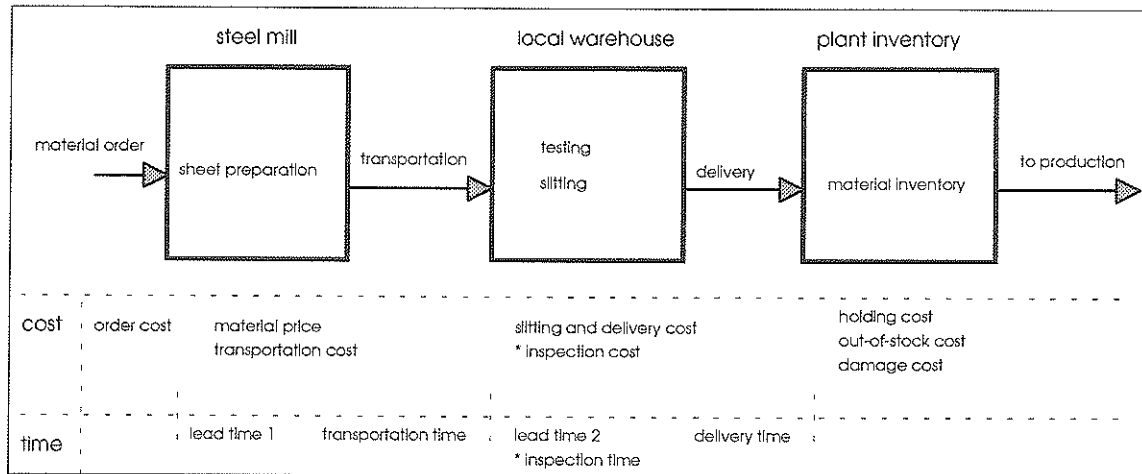 steel mill
local warehouse
plant inventory
material order
sheet preparation
transportation
testing
slitting
delivery
material inventory
to production
cost
order cost
material price
transportation cost
slitting and delivery cost
* inspection cost
holding cost
out-of-stock cost
damage cost
time
lead time 1
transportation time
lead time 2
* inspection time
delivery time